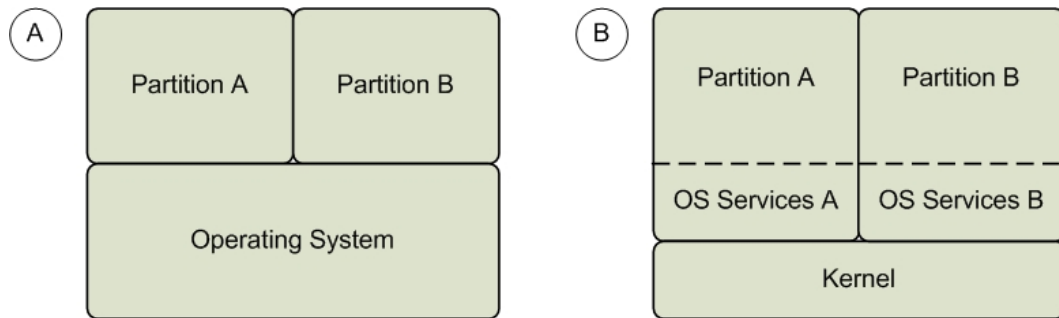 A
Partition A
Partition B
Operating System
B
Partition A
Partition B
OS Services A
OS Services B
Kernel